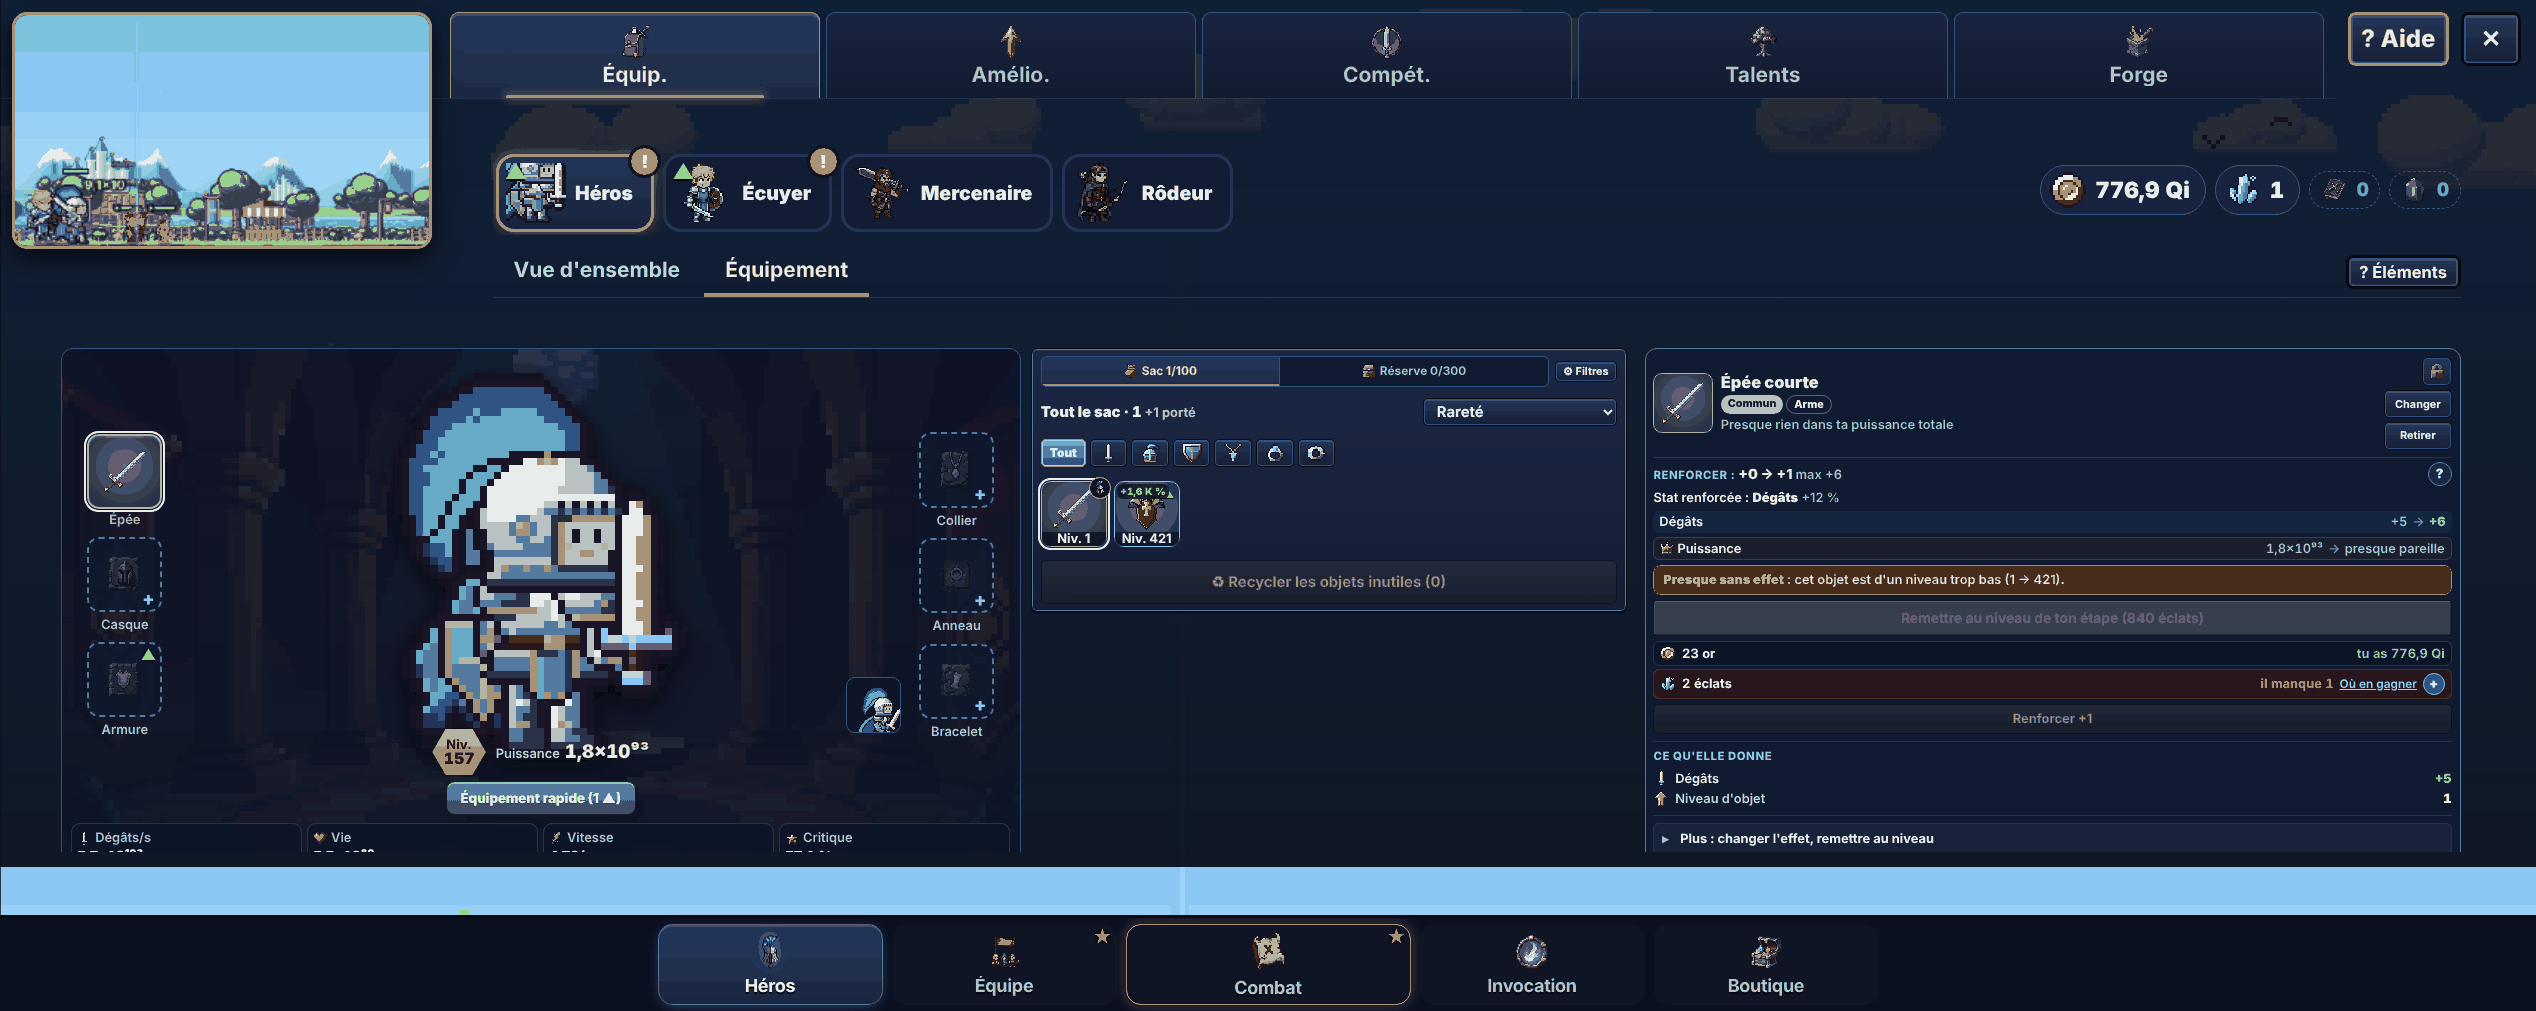 Équip.
Amélio.
Compét.
Talents
Forge
? Aide
×
Héros
!
Écuyer
!
Mercenaire
Rôdeur
776,9 Qi
1
0
0
Vue d'ensemble
Équipement
? Éléments
Épée
Casque
Armure
Collier
Anneau
Bracelet
Niv.
157
Puissance 1,8×10⁹³
Équipement rapide (1 ▲)
Dégâts/s
Vie
Vitesse
Critique
Sac 1/100
Réserve 0/300
Filtres
Tout le sac · 1 +1 porté
Rareté
Tout
Niv. 1
+1,6 K %
Niv. 421
Recycler les objets inutiles (0)
Épée courte
Commun
Arme
Presque rien dans ta puissance totale
Changer
Retirer
RENFORCER : +0 → +1 max +6
?
Stat renforcée : Dégâts +12 %
Dégâts
+5 → +6
Puissance
1,8×10⁹³ → presque pareille
Presque sans effet : cet objet est d'un niveau trop bas (1 → 421).
Remettre au niveau de ton étape (840 éclats)
23 or
tu as 776,9 Qi
2 éclats
il manque 1 Où en gagner +
Renforcer +1
CE QU'ELLE DONNE
Dégâts
+5
Niveau d'objet
1
Plus : changer l'effet, remettre au niveau
Héros
Équipe
Combat
Invocation
Boutique